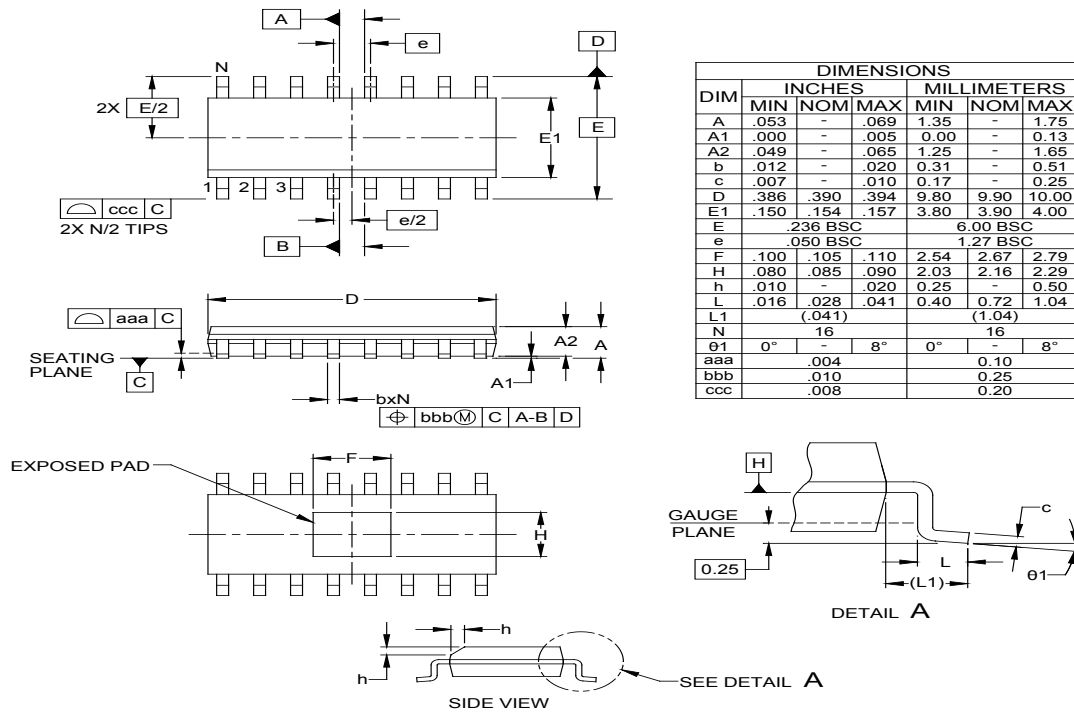 A
e
D
N
2X E/2
E1
E
1 2 3
ccc C
2X N/2 TIPS
e/2
B
D
aaa C
SEATING
PLANE
C
A2
A
A1
bxN
bbbⓂ C A-B D
EXPOSED PAD
F
H
h
h
SIDE VIEW
SEE DETAIL A
DIMENSIONS
DIM INCHES MILLIMETERS
MIN NOM MAX MIN NOM MAX
A .053 - .069 1.35 - 1.75
A1 .000 - .005 0.00 - 0.13
A2 .049 - .065 1.25 - 1.65
b .012 - .020 0.31 - 0.51
c .007 - .010 0.17 - 0.25
D .386 .390 .394 9.80 9.90 10.00
E1 .150 .154 .157 3.80 3.90 4.00
E .236 BSC 6.00 BSC
e .050 BSC 1.27 BSC
F .100 .105 .110 2.54 2.67 2.79
H .080 .085 .090 2.03 2.16 2.29
h .010 - .020 0.25 - 0.50
L .016 .028 .041 0.40 0.72 1.04
L1 (.041) (1.04)
N 16 16
θ1 0° - 8° 0° - 8°
aaa .004 0.10
bbb .010 0.25
ccc .008 0.20
H
GAUGE
PLANE
0.25
c
L
(L1)
θ1
DETAIL A